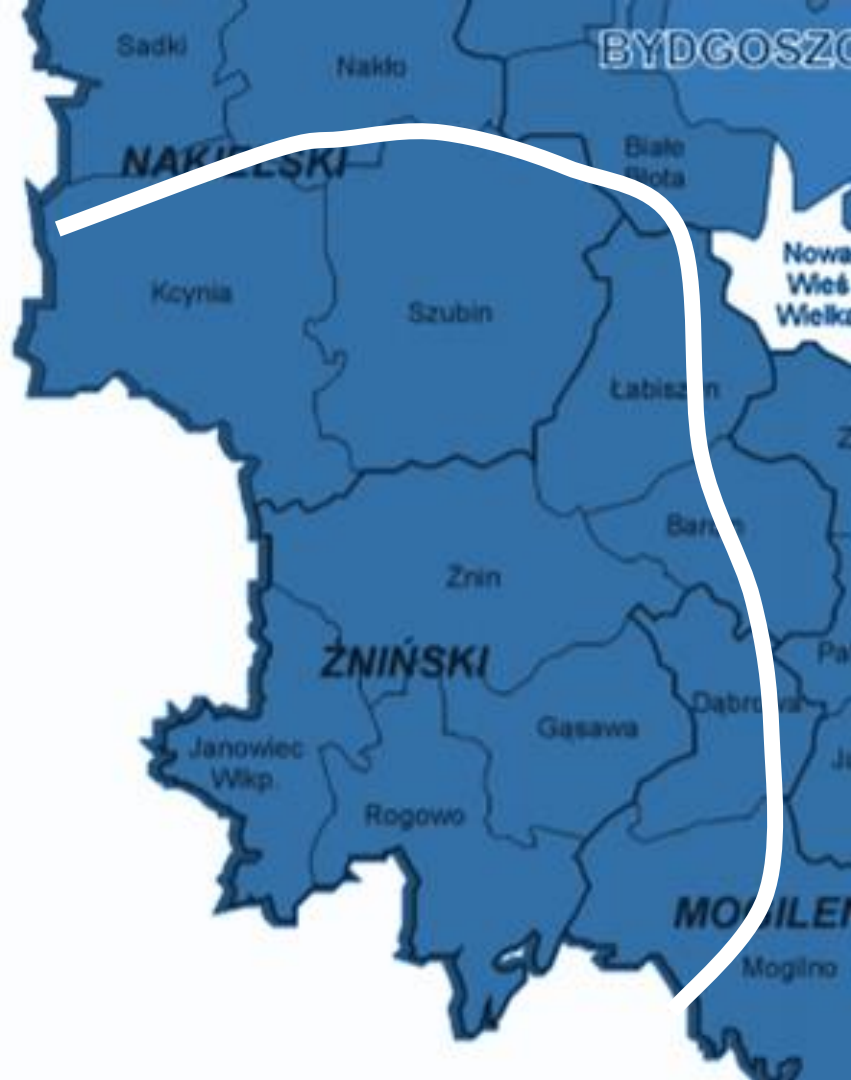 Sadki
Nakło
BYDGOSZC
Białe
Błota
NAKIELSKI
Nowa
Wieś
Wielka
Kcynia
Szubin
Łabiszyn
Barcin
Żnin
ŻNIŃSKI
Pa
Dąbrowa
Gąsawa
Janowiec
Wlkp.
Rogowo
MOGILEN
Mogilno